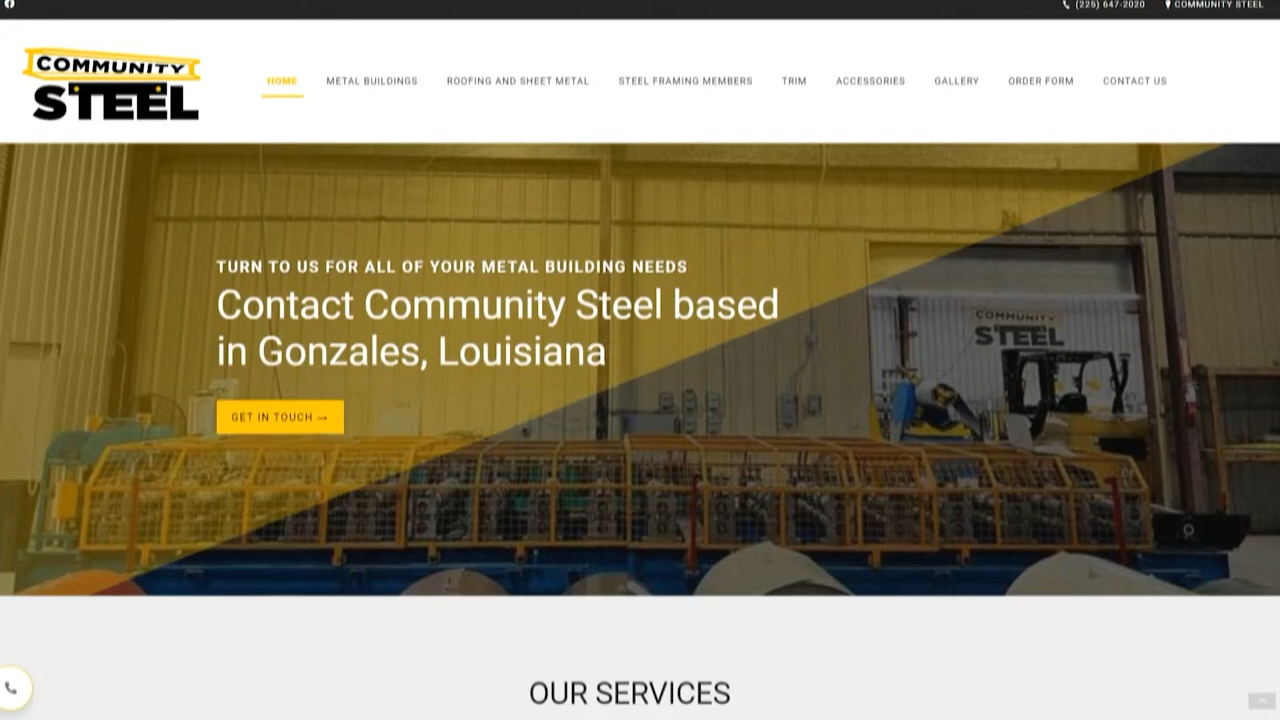 (225) 647-2020
COMMUNITY STEEL
COMMUNITY
STEEL
HOME
METAL BUILDINGS
ROOFING AND SHEET METAL
STEEL FRAMING MEMBERS
TRIM
ACCESSORIES
GALLERY
ORDER FORM
CONTACT US
TURN TO US FOR ALL OF YOUR METAL BUILDING NEEDS
Contact Community Steel based
in Gonzales, Louisiana
GET IN TOUCH →
COMMUNITY
STEEL
OUR SERVICES